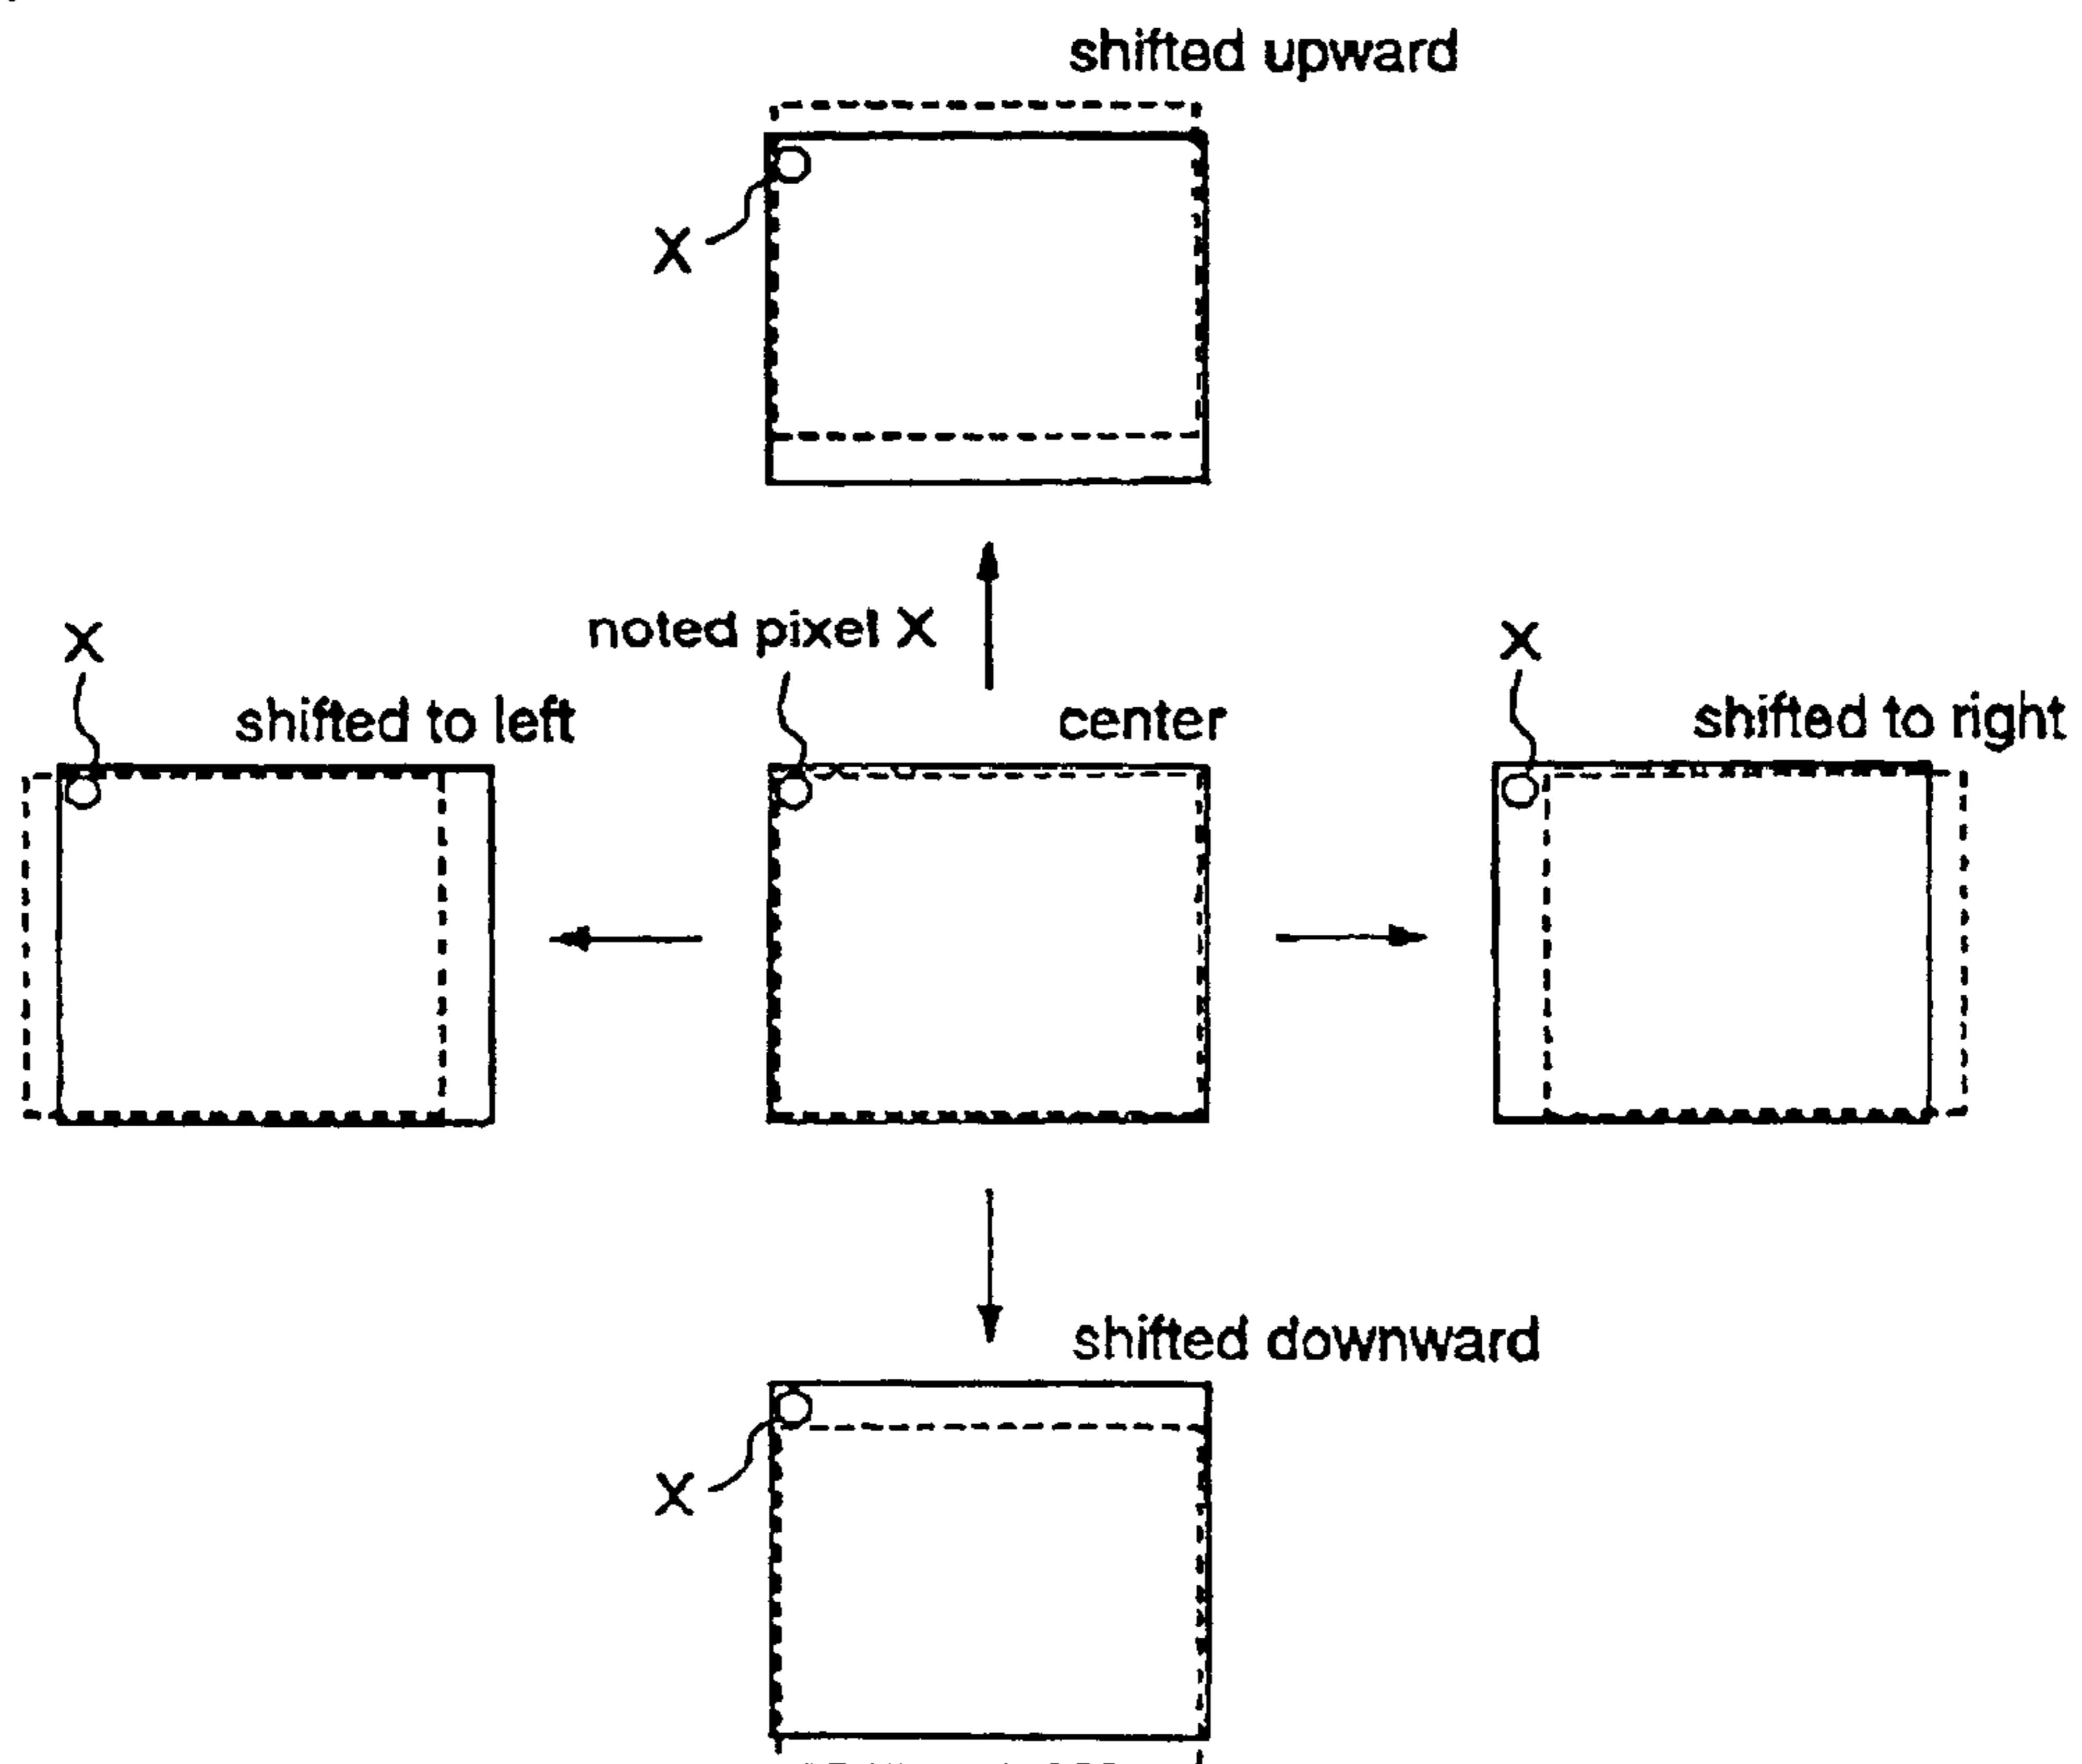 shifted upward
X
noted pixel X
X
X
shifted to left
center
shifted to right
shifted downward
X